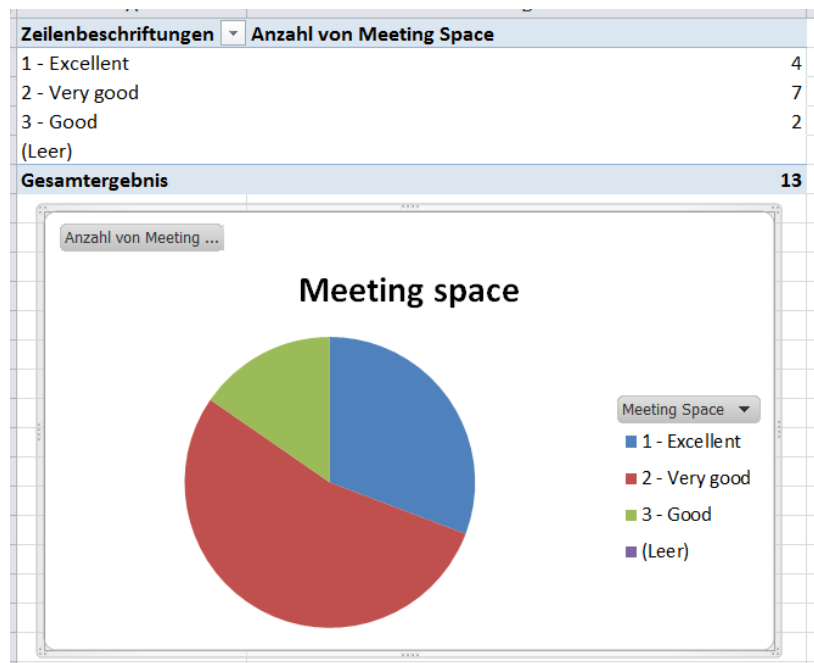 Zeilenbeschriftungen Anzahl von Meeting Space
1 - Excellent 4
2 - Very good 7
3 - Good 2
(Leer)
Gesamtergebnis 13
Anzahl von Meeting ...
Meeting space
Meeting Space
1 - Excellent
2 - Very good
3 - Good
(Leer)